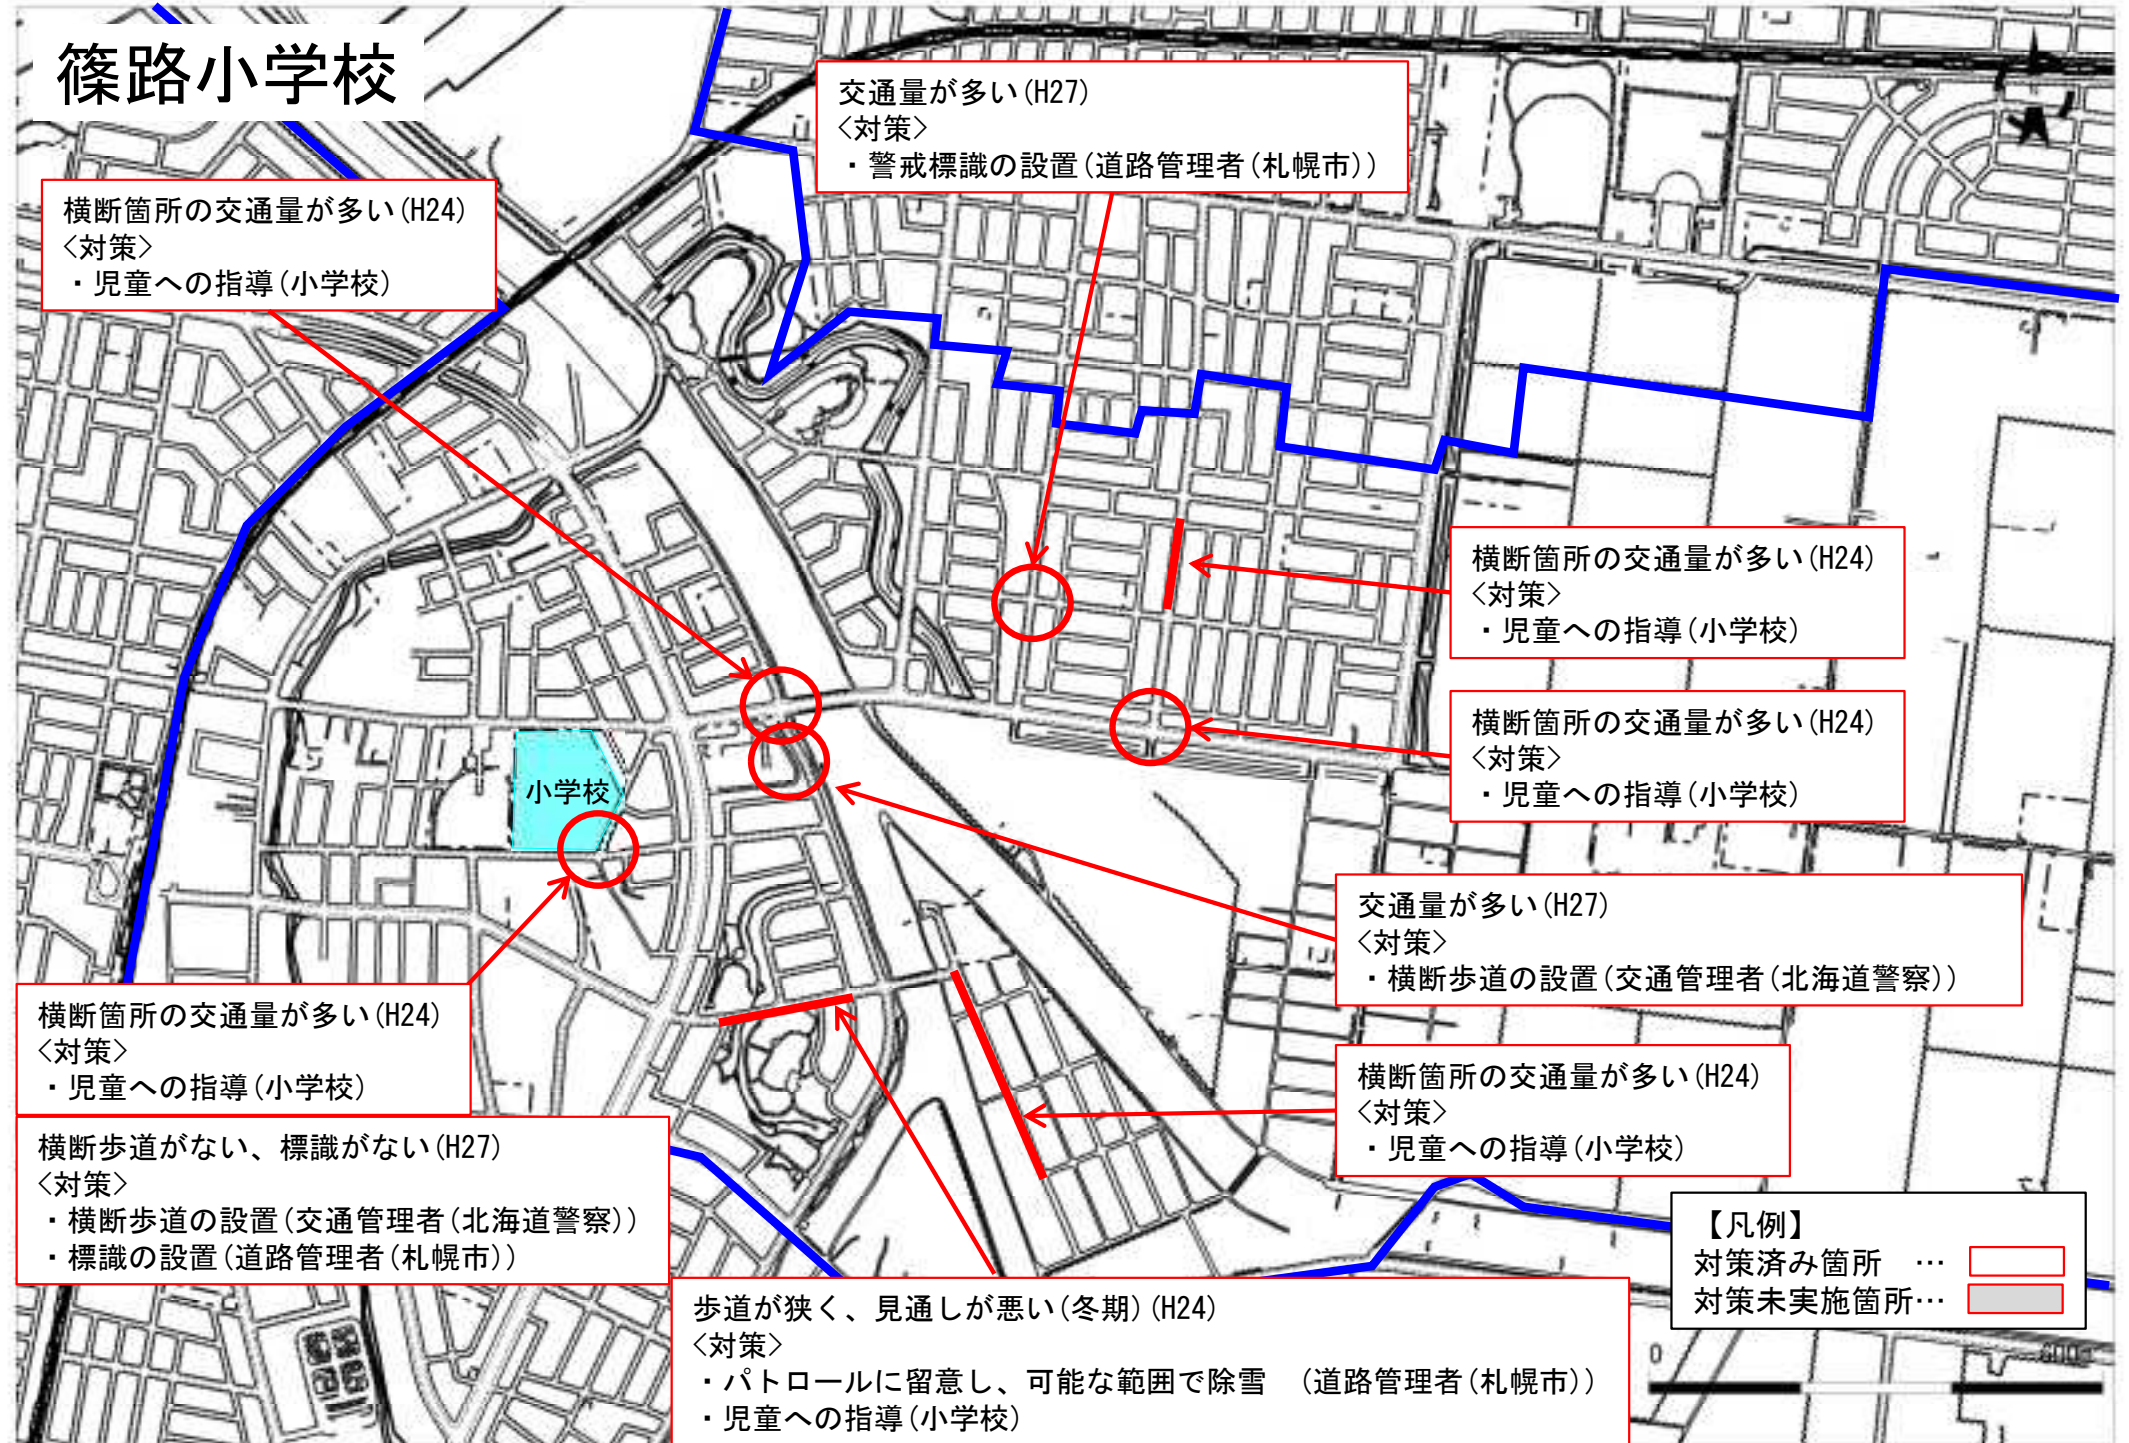 篠路小学校
交通量が多い(H27)
<対策>
・警戒標識の設置(道路管理者(札幌市))
横断箇所の交通量が多い(H24)
<対策>
・児童への指導(小学校)
横断箇所の交通量が多い(H24)
<対策>
・児童への指導(小学校)
横断箇所の交通量が多い(H24)
<対策>
・児童への指導(小学校)
小学校
交通量が多い(H27)
<対策>
・横断歩道の設置(交通管理者(北海道警察))
横断箇所の交通量が多い(H24)
<対策>
・児童への指導(小学校)
横断箇所の交通量が多い(H24)
<対策>
・児童への指導(小学校)
横断歩道がない、標識がない(H27)
<対策>
・横断歩道の設置(交通管理者(北海道警察))
・標識の設置(道路管理者(札幌市))
歩道が狭く、見通しが悪い(冬期)(H24)
<対策>
・パトロールに留意し、可能な範囲で除雪 (道路管理者(札幌市))
・児童への指導(小学校)
【凡例】
対策済み箇所 …
対策未実施箇所…
0